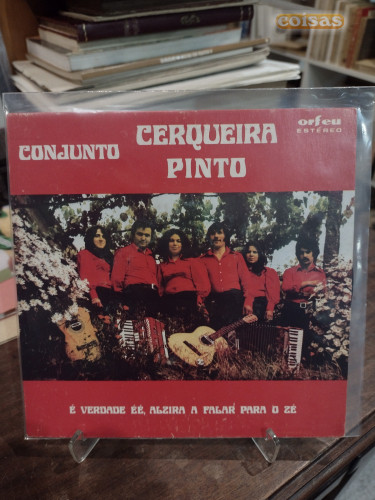 coisas
orfeu
ESTÉREO
CONJUNTO CERQUEIRA
PINTO
É VERDADE ÉÉ, ALZIRA A FALAR PARA O ZÉ